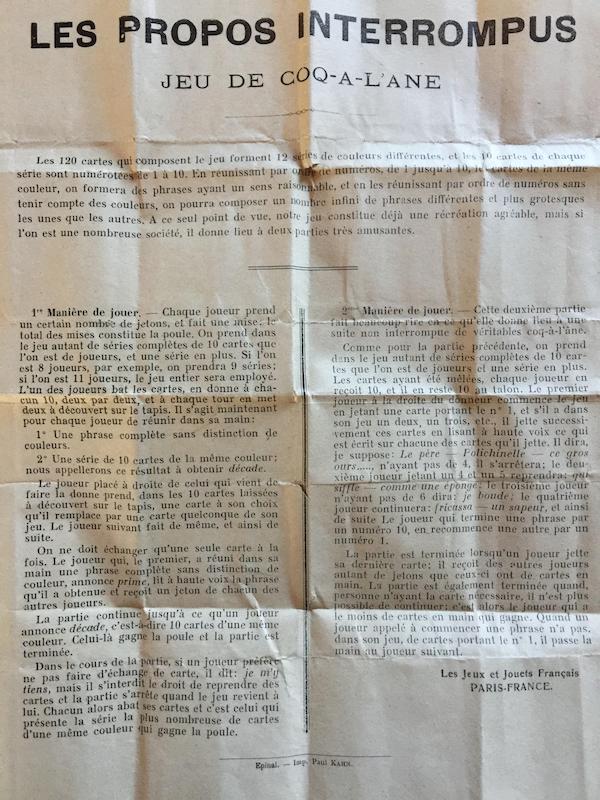 LES PROPOS INTERROMPUS
JEU DE COQ-A-L'ANE
Les 120 cartes qui composent le jeu forment 12 séries de couleurs différentes, et les 10 cartes de chaque
série sont numérotées de 1 à 10. En réunissant par ordre de numéros, de 1 jusqu'à 10, le cartes de la même
couleur, on formera des phrases ayant un sens raisonnable, et en les réunissant par ordre de numéros sans
tenir compte des couleurs, on pourra composer un nombre infini de phrases différentes et plus grotesques
les unes que les autres. A ce seul point de vue, notre jeu constitue déjà une récréation agréable, mais si
l'on est une nombreuse société, il donne lieu à deux parties très amusantes.
1re Manière de jouer. — Chaque joueur prend
un certain nombre de jetons, et fait une mise: le
total des mises constitue la poule. On prend dans
le jeu autant de séries complètes de 10 cartes que
l'on est de joueurs, et une série en plus. Si l'on
est 8 joueurs, par exemple, on prendra 9 séries;
si l'on est 11 joueurs, le jeu entier sera employé.
L'un des joueurs bat les cartes, en donne à cha-
cun 10, deux par deux, et à chaque tour en met
deux à découvert sur le tapis. Il s'agit maintenant
pour chaque joueur de réunir dans sa main:
1° Une phrase complète sans distinction de
couleurs.
2° Une série de 10 cartes de la même couleur;
nous appellerons ce résultat à obtenir décade.
Le joueur placé à droite de celui qui vient de
faire la donne prend, dans les 10 cartes laissées
à découvert sur le tapis, une carte à son choix
qu'il remplace par une carte quelconque de son
jeu. Le joueur suivant fait de même, et ainsi de
suite.
On ne doit échanger qu'une seule carte à la
fois. Le joueur qui, le premier, a réuni dans sa
main une phrase complète sans distinction de
couleur, annonce prime, lit à haute voix la phrase
qu'il a obtenue et reçoit un jeton de chacun des
autres joueurs.
La partie continue jusqu'à ce qu'un joueur
annonce décade, c'est-à-dire 10 cartes d'une même
couleur. Celui-là gagne la poule et la partie est
terminée.
Dans le cours de la partie, si un joueur préfère
ne pas faire d'échange de carte, il dit: je m'y
tiens, mais il s'interdit le droit de reprendre des
cartes et la partie s'arrête quand le jeu revient à
lui. Chacun alors abat ses cartes et c'est celui qui
présente la série la plus nombreuse de cartes
d'une même couleur qui gagne la poule.
2me Manière de jouer. — Cette deuxième partie
fait beaucoup rire en ce qu'elle donne lieu à une
suite non interrompue de véritables coq-à-l'âne.
Comme pour la partie précédente, on prend
dans le jeu autant de séries complètes de 10 car-
tes que l'on est de joueurs et une série en plus.
Les cartes ayant été mêlées, chaque joueur en
reçoit 10, et il en reste 10 au talon. Le premier
joueur à la droite du donneur commence le jeu
en jetant une carte portant le n° 1, et s'il a dans
son jeu un deux, un trois, etc., il jette successi-
vement ces cartes en lisant à haute voix ce qui
est écrit sur chacune des cartes qu'il jette. Il dira,
je suppose: Le père — Polichinelle — ce gros
ours....., n'ayant pas de 4, il s'arrêtera; le deu-
xième joueur jetant un 4 et un 5 reprendra: qui
siffle — comme une éponge; le troisième joueur
n'ayant pas de 6 dira: je boude; le quatrième
joueur continuera: fricassa — un sapeur, et ainsi
de suite Le joueur qui termine une phrase par
un numéro 10, en recommence une autre par un
numéro 1.
La partie est terminée lorsqu'un joueur jette
sa dernière carte; il reçoit des autres joueurs
autant de jetons que ceux-ci ont de cartes en
main. La partie est également terminée quand,
personne n'ayant la carte nécessaire, il n'est plus
possible de continuer; c'est alors le joueur qui a
le moins de cartes en main qui gagne. Quand un
joueur appelé à commencer une phrase n'a pas,
dans son jeu, de cartes portant le n° 1, il passe la
main au joueur suivant.
Les Jeux et Jouets Français
PARIS-FRANCE.
Epinal. — Imp. Paul KAHN.